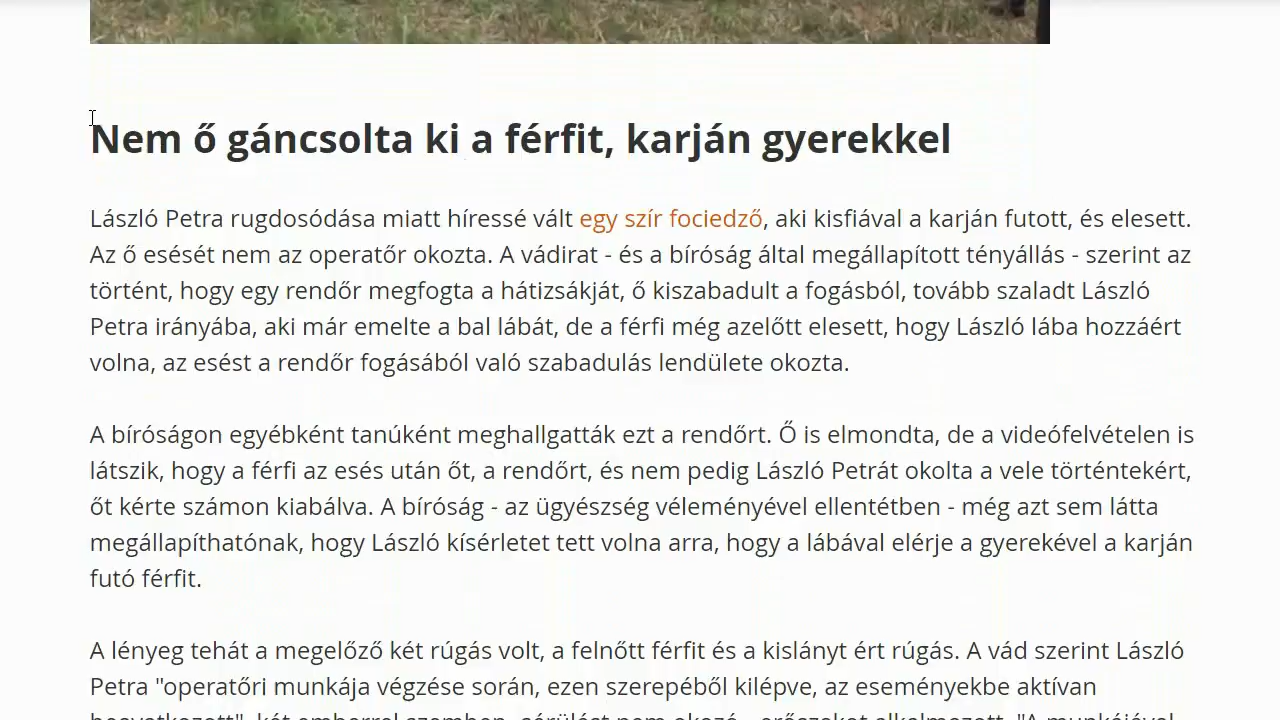 Nem ő gáncsolta ki a férfit, karján gyerekkel
László Petra rugdosódása miatt híressé vált egy szír fociedző, aki kisfiával a karján futott, és elesett.
Az ő esését nem az operatőr okozta. A vádirat - és a bíróság által megállapított tényállás - szerint az
történt, hogy egy rendőr megfogta a hátizsákját, ő kiszabadult a fogásból, tovább szaladt László
Petra irányába, aki már emelte a bal lábát, de a férfi még azelőtt elesett, hogy László lába hozzáért
volna, az esést a rendőr fogásából való szabadulás lendülete okozta.
A bíróságon egyébként tanúként meghallgatták ezt a rendőrt. Ő is elmondta, de a videófelvételen is
látszik, hogy a férfi az esés után őt, a rendőrt, és nem pedig László Petrát okolta a vele történtekért,
őt kérte számon kiabálva. A bíróság - az ügyészség véleményével ellentétben - még azt sem látta
megállapíthatónak, hogy László kísérletet tett volna arra, hogy a lábával elérje a gyerekével a karján
futó férfit.
A lényeg tehát a megelőző két rúgás volt, a felnőtt férfit és a kislányt ért rúgás. A vád szerint László
Petra "operatőri munkája végzése során, ezen szerepéből kilépve, az eseményekbe aktívan